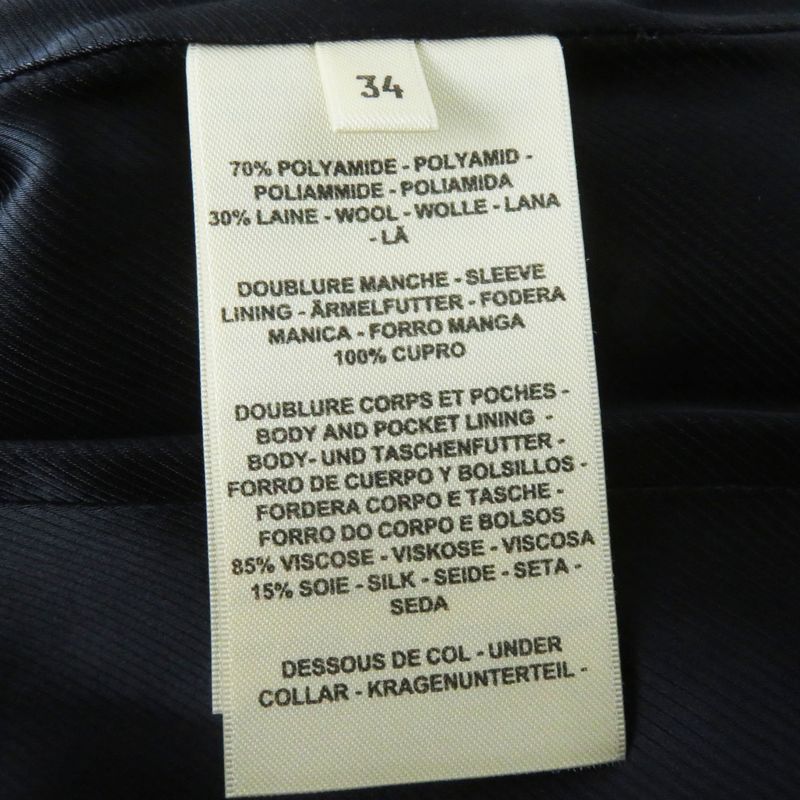 34
70% POLYAMIDE - POLYAMID -
POLIAMMIDE - POLIAMIDA
30% LAINE - WOOL - WOLLE - LANA
- LÃ
DOUBLURE MANCHE - SLEEVE
LINING - ÄRMELFUTTER - FODERA
MANICA - FORRO MANGA
100% CUPRO
DOUBLURE CORPS ET POCHES -
BODY AND POCKET LINING -
BODY- UND TASCHENFUTTER -
FORRO DE CUERPO Y BOLSILLOS -
FORDERA CORPO E TASCHE -
FORRO DO CORPO E BOLSOS
85% VISCOSE - VISKOSE - VISCOSA
15% SOIE - SILK - SEIDE - SETA -
SEDA
DESSOUS DE COL - UNDER
COLLAR - KRAGENUNTERTEIL -